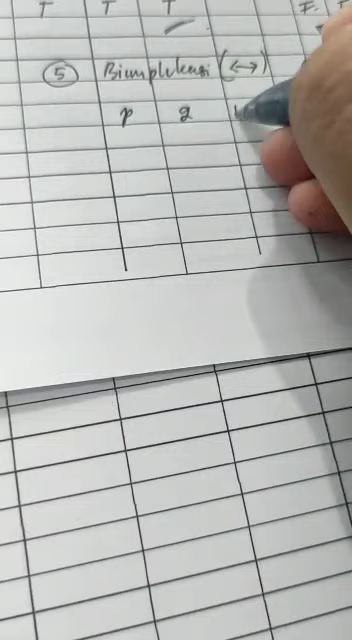 T T T F
⑤ Biimplikasi (↔)
p q